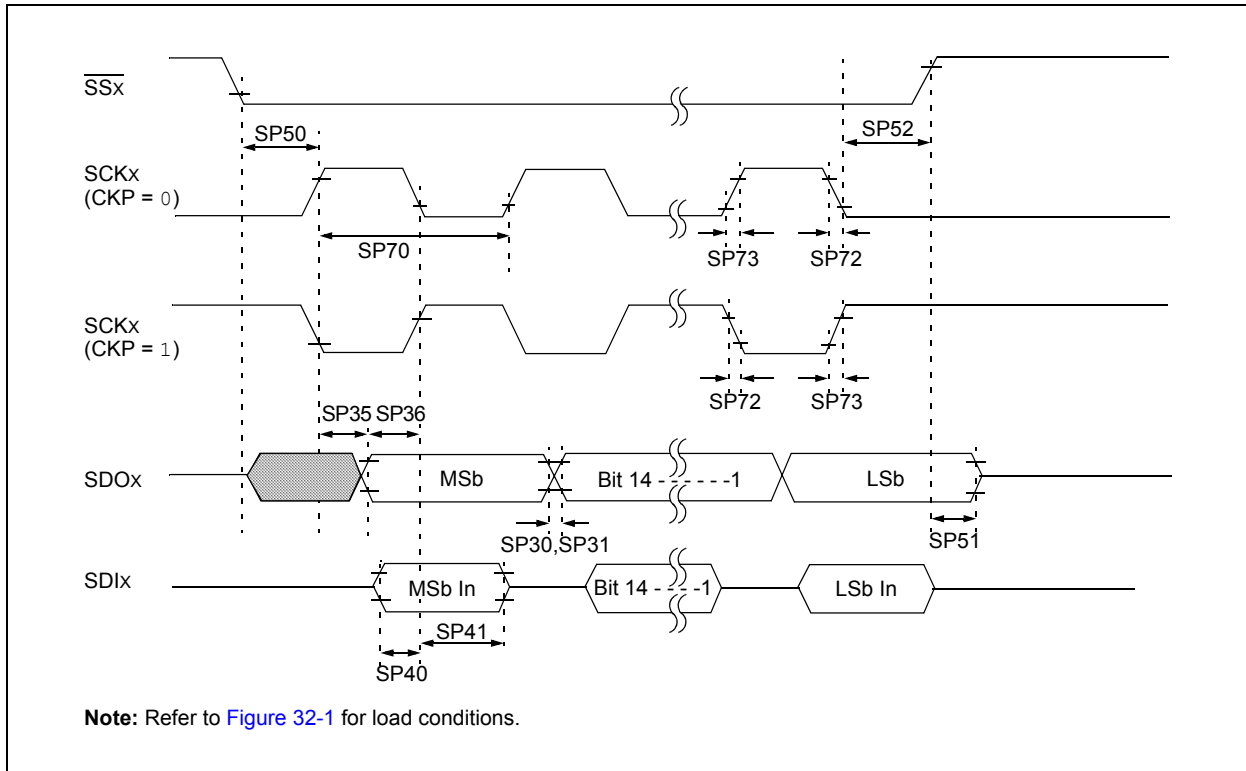 SSx
SP50
SP52
SCKx
(CKP = 0)
SP70
SP73
SP72
SCKx
(CKP = 1)
SP72
SP73
SP35 SP36
SDOx
MSb
Bit 14 - - - - - - -1
LSb
SP30,SP31
SP51
SDIx
MSb In
Bit 14 - - - -1
LSb In
SP41
SP40
Note: Refer to Figure 32-1 for load conditions.